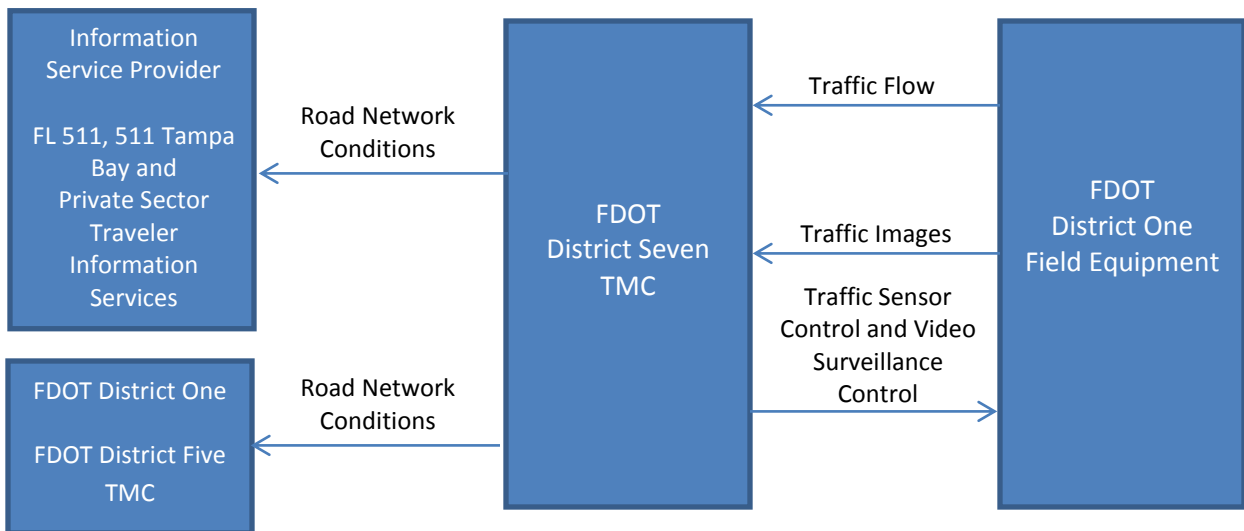 Information
Service Provider
FL 511, 511 Tampa
Bay and
Private Sector
Traveler
Information
Services
FDOT District One
FDOT District Five
TMC
Road Network
Conditions
Road Network
Conditions
FDOT
District Seven
TMC
Traffic Flow
Traffic Images
Traffic Sensor
Control and Video
Surveillance
Control
FDOT
District One
Field Equipment